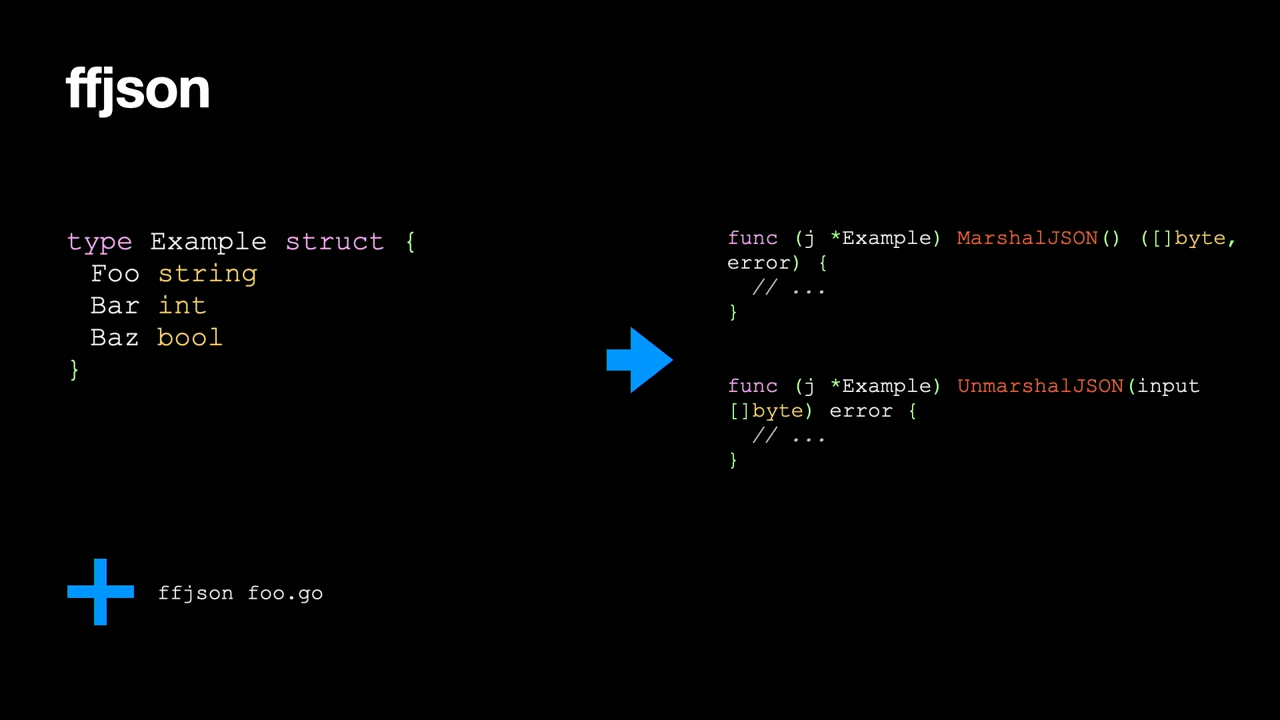 ffjson
type Example struct {
Foo string
Bar int
Baz bool
}
ffjson foo.go
func (j *Example) MarshalJSON() ([]byte,
error) {
// ...
}
func (j *Example) UnmarshalJSON(input
[]byte) error {
// ...
}